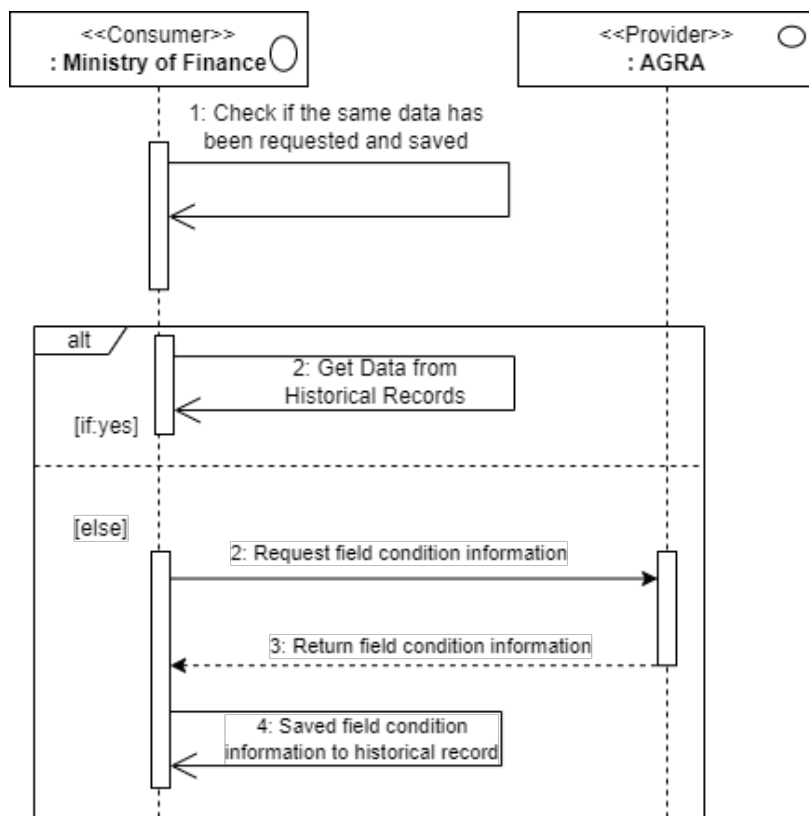 <<Consumer>>
: Ministry of Finance
<<Provider>>
: AGRA
1: Check if the same data has
been requested and saved
alt
2: Get Data from
Historical Records
[if:yes]
[else]
2: Request field condition information
3: Return field condition information
4: Saved field condition
information to historical record